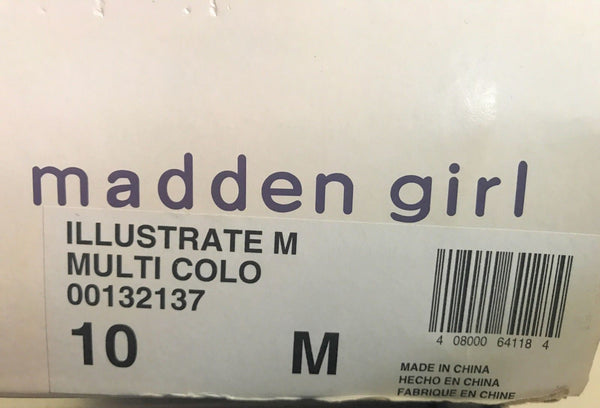 madden girl
ILLUSTRATE M
MULTI COLO
00132137
10 M
4 08000 64118 4
MADE IN CHINA
HECHO EN CHINA
FABRIQUE EN CHINE